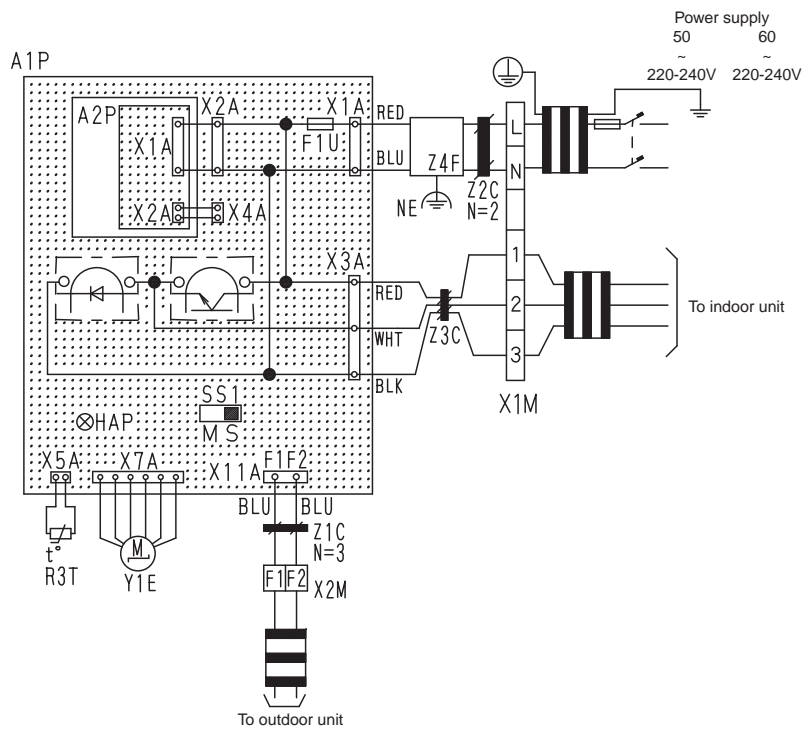 Power supply
50 60
~ ~
220-240V 220-240V
A1P
A2P
X2A
X1A
RED
X1A
F1U
L
BLU
Z4F
N
Z2C
N=2
NE
X2A
X4A
X3A
1
RED
2
To indoor unit
WHT
Z3C
3
BLK
X1M
SS1
HAP
M S
X5A
X7A
X11A
F1F2
BLU BLU
Z1C
N=3
t°
R3T
M
Y1E
F1 F2
X2M
To outdoor unit